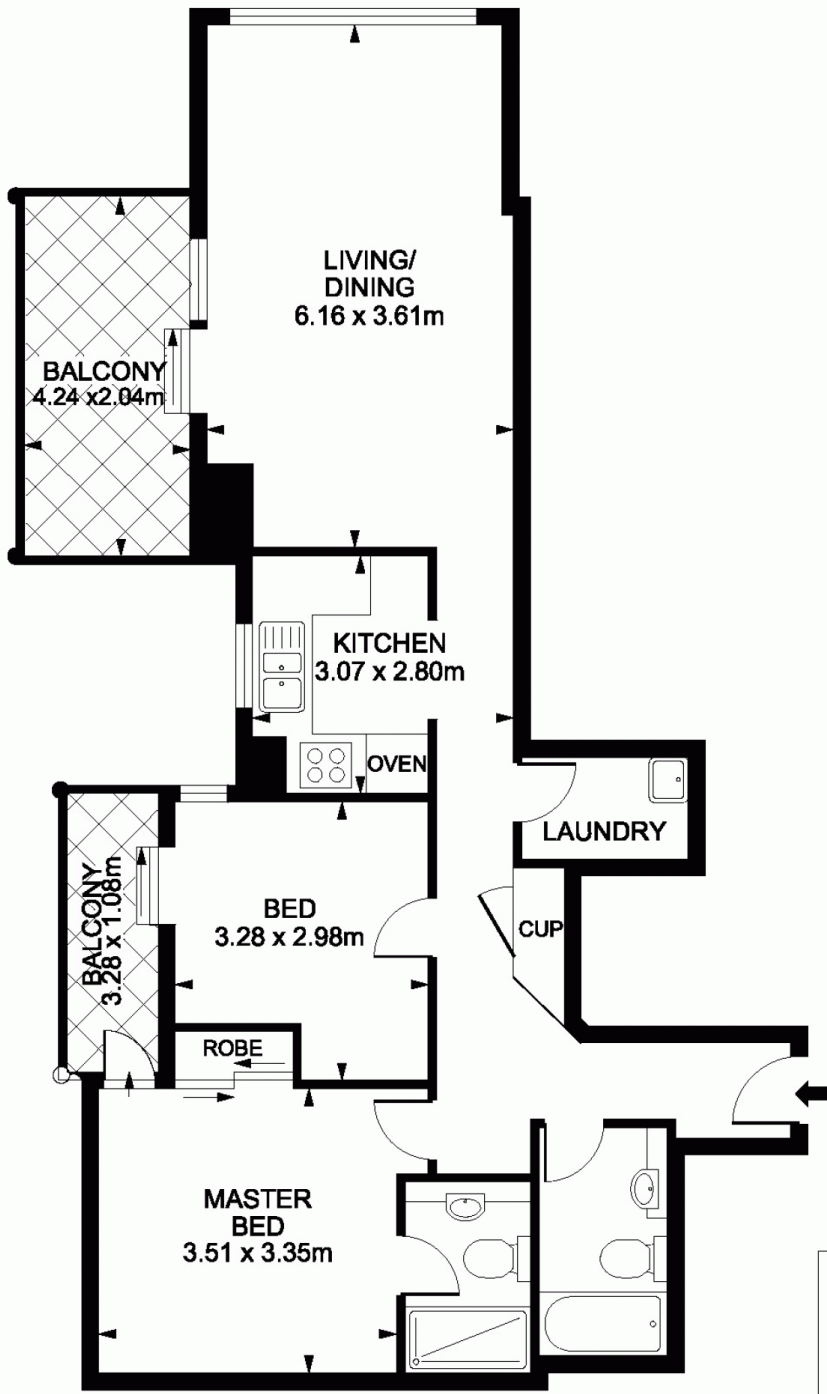 LIVING/
DINING
6.16 x 3.61m
BALCONY
4.24 x2.04m
KITCHEN
3.07 x 2.80m
OVEN
LAUNDRY
BALCONY
3.28 x 1.08m
BED
3.28 x 2.98m
CUP
ROBE
MASTER
BED
3.51 x 3.35m